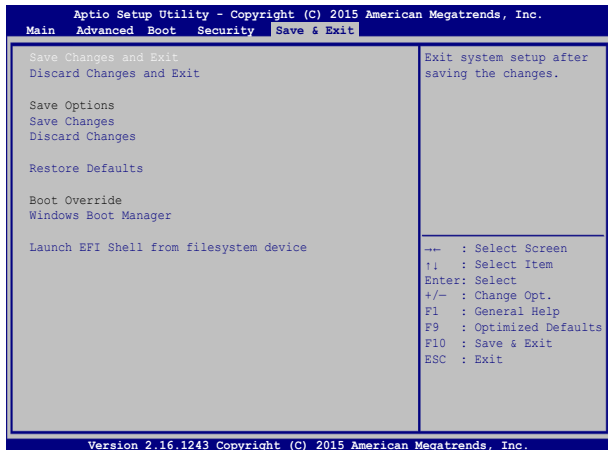 Aptio Setup Utility - Copyright (C) 2015 American Megatrends, Inc.
Main Advanced Boot Security Save & Exit
Save Changes and Exit
Discard Changes and Exit
Save Options
Save Changes
Discard Changes
Restore Defaults
Boot Override
Windows Boot Manager
Launch EFI Shell from filesystem device
Exit system setup after
saving the changes.
→← : Select Screen
↑↓ : Select Item
Enter: Select
+/— : Change Opt.
F1 : General Help
F9 : Optimized Defaults
F10 : Save & Exit
ESC : Exit
Version 2.16.1243 Copyright (C) 2015 American Megatrends, Inc.